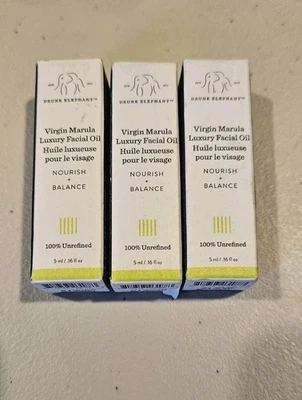 DRUNK ELEPHANT™
Virgin Marula
Luxury Facial Oil
Huile luxueuse
pour le visage
NOURISH
+
BALANCE
100% Unrefined
5 ml / .16 fl oz
DRUNK ELEPHANT™
Virgin Marula
Luxury Facial Oil
Huile luxueuse
pour le visage
NOURISH
+
BALANCE
100% Unrefined
5 ml / .16 fl oz
DRUNK ELEPHANT™
Virgin Marula
Luxury Facial Oil
Huile luxueuse
pour le visage
NOURISH
+
BALANCE
100% Unrefined
5 ml / .16 fl oz